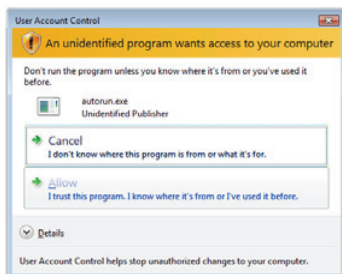 User Account Control
An unidentified program wants access to your computer
Don't run the program unless you know where it's from or you've used it
before.
autorun.exe
Unidentified Publisher
Cancel
I don't know where this program is from or what it's for.
Allow
I trust this program. I know where it's from or I've used it before.
Details
User Account Control helps stop unauthorized changes to your computer.